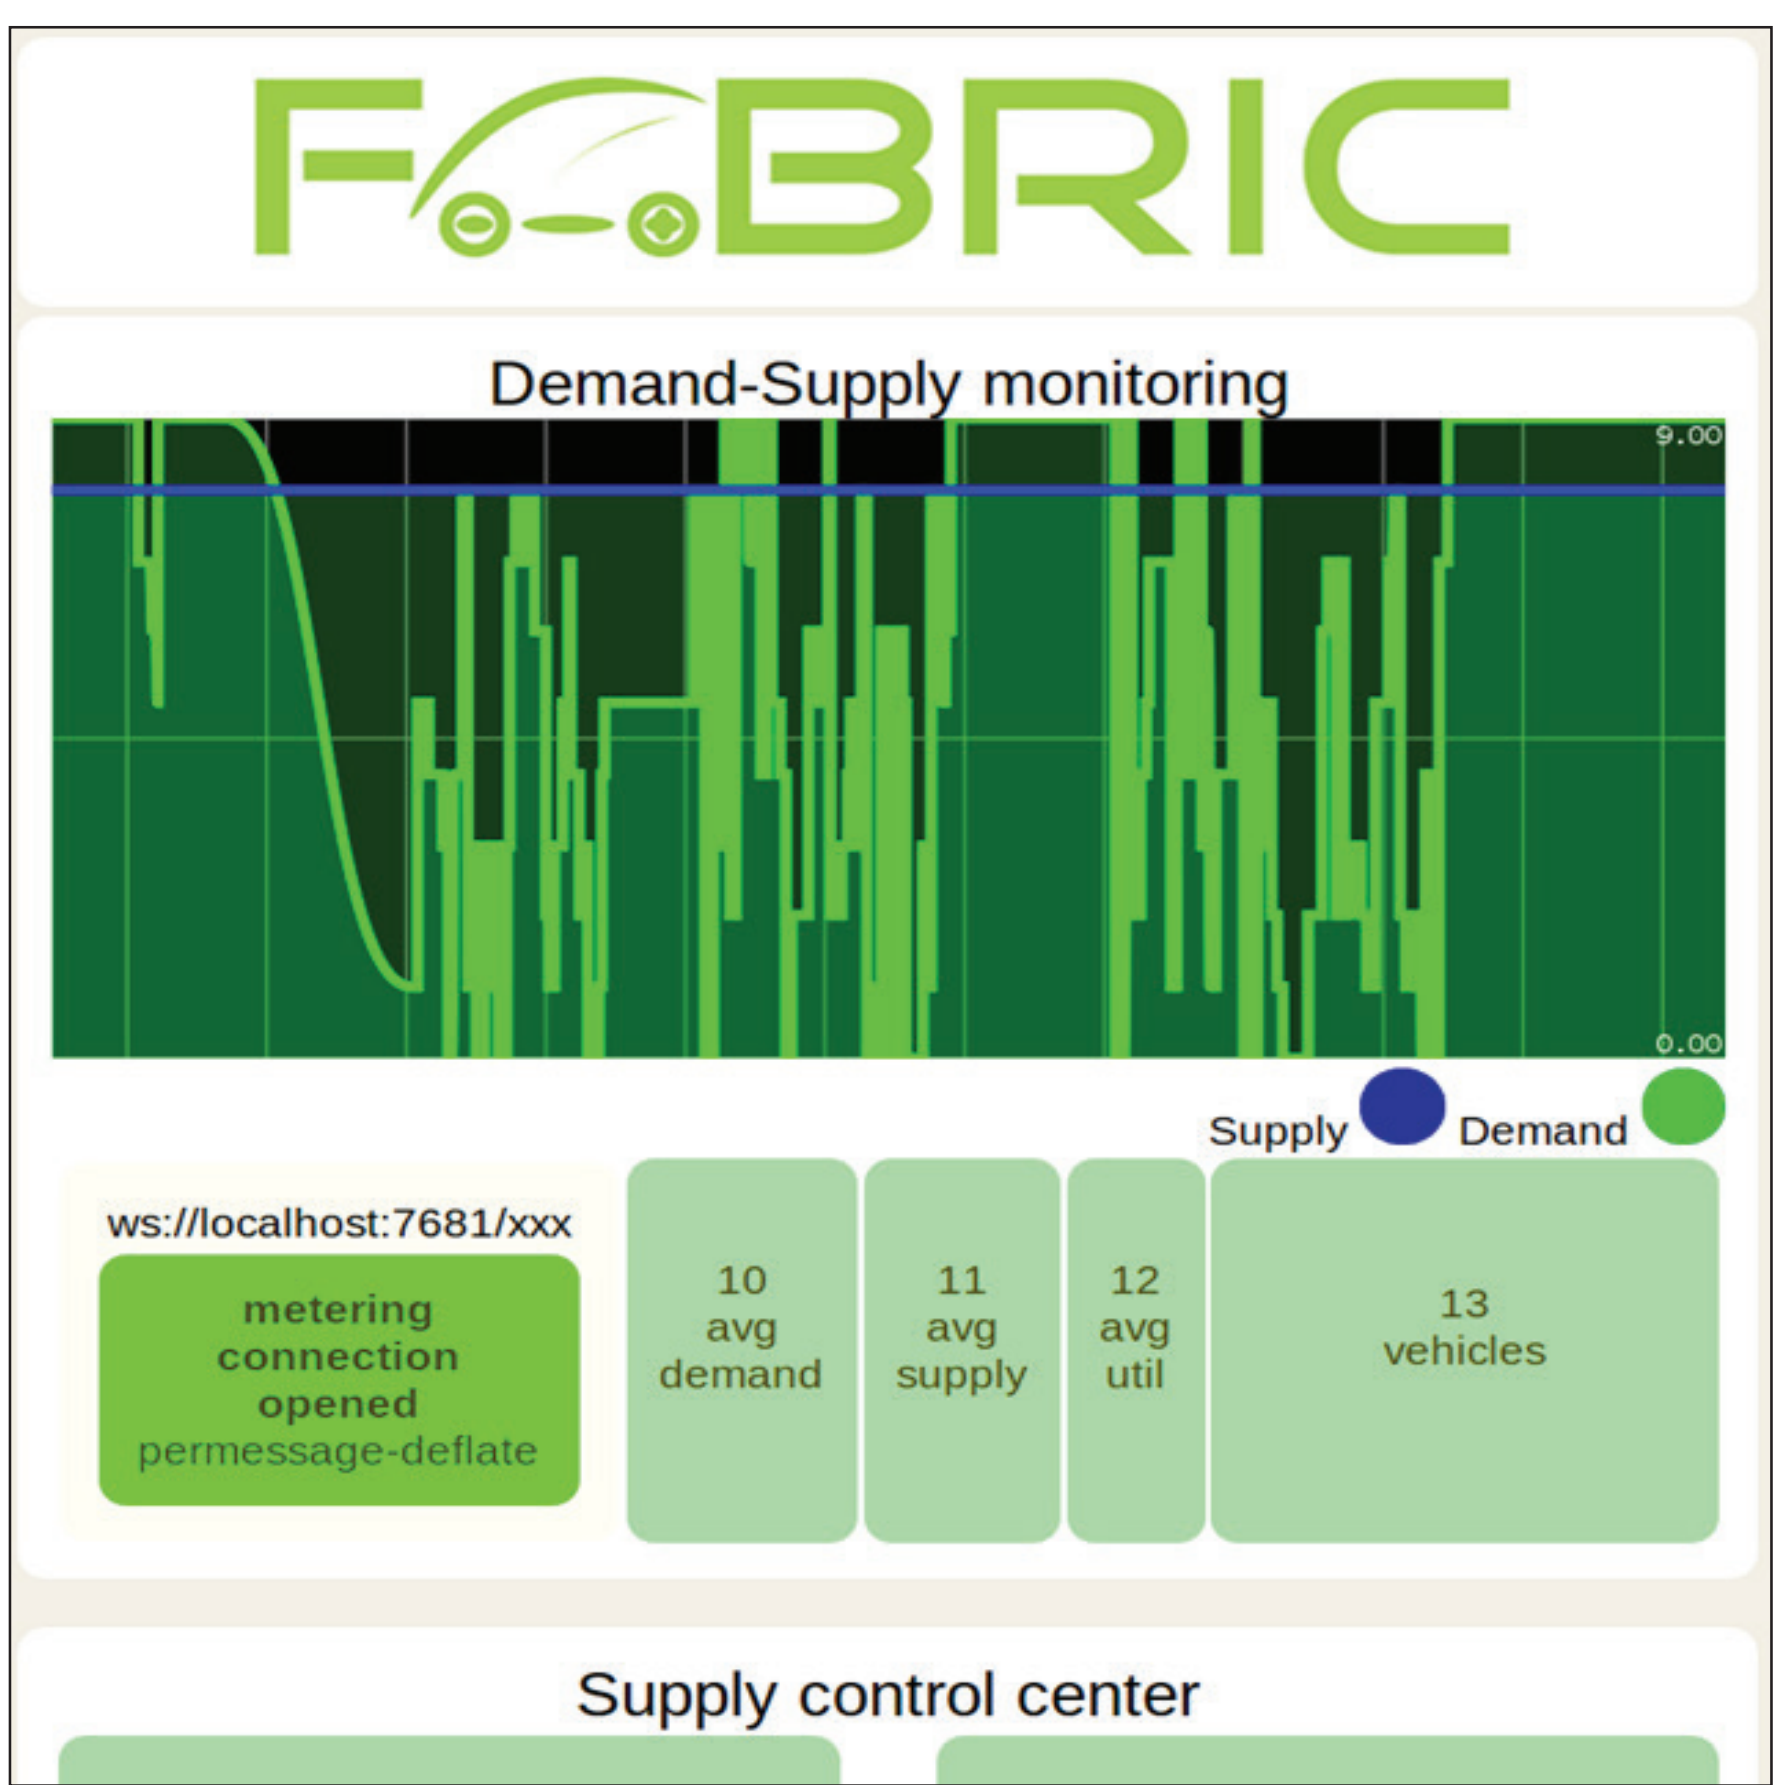 FABRIC
Demand-Supply monitoring
9.00
0.00
Supply Demand
ws://localhost:7681/xxx
metering
connection
opened
permessage-deflate
10
avg
demand
11
avg
supply
12
avg
util
13
vehicles
Supply control center